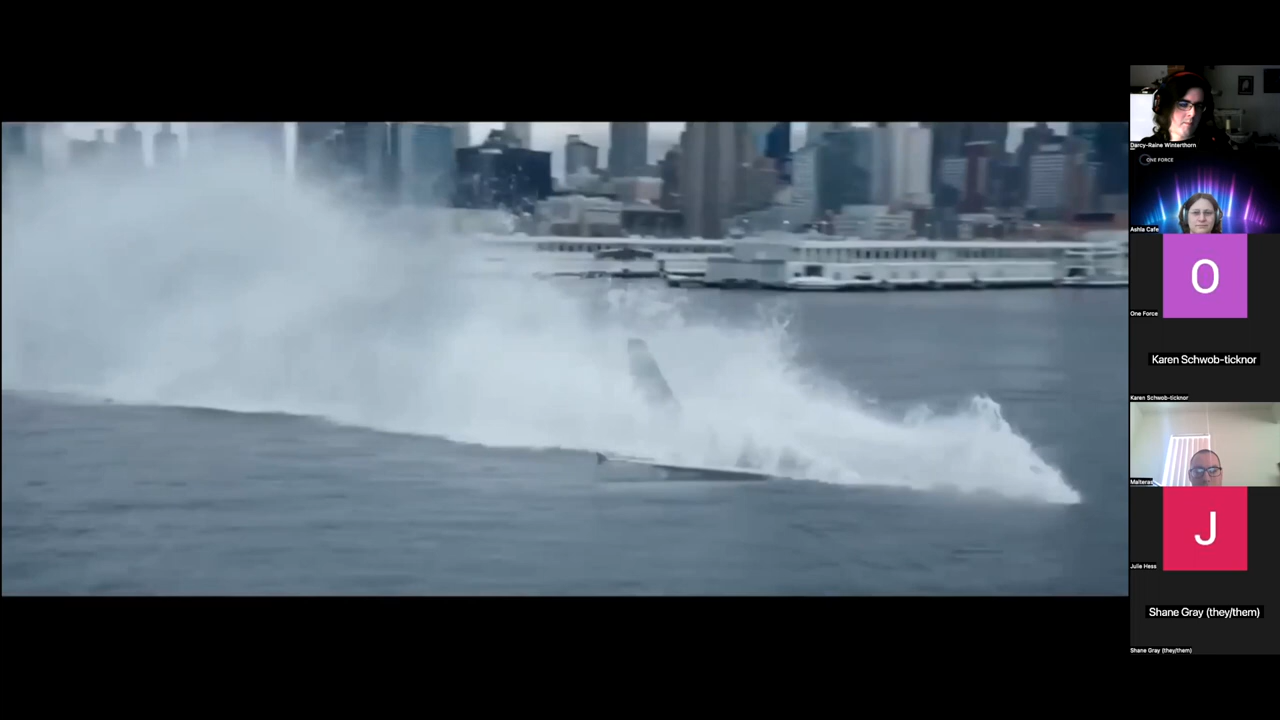 Darcy-Raine Winterthorn
ONE FORCE
Ashla Cafe
O
One Force
Karen Schwob-ticknor
Karen Schwob-ticknor
Malteras
J
Julie Hess
Shane Gray (they/them)
Shane Gray (they/them)